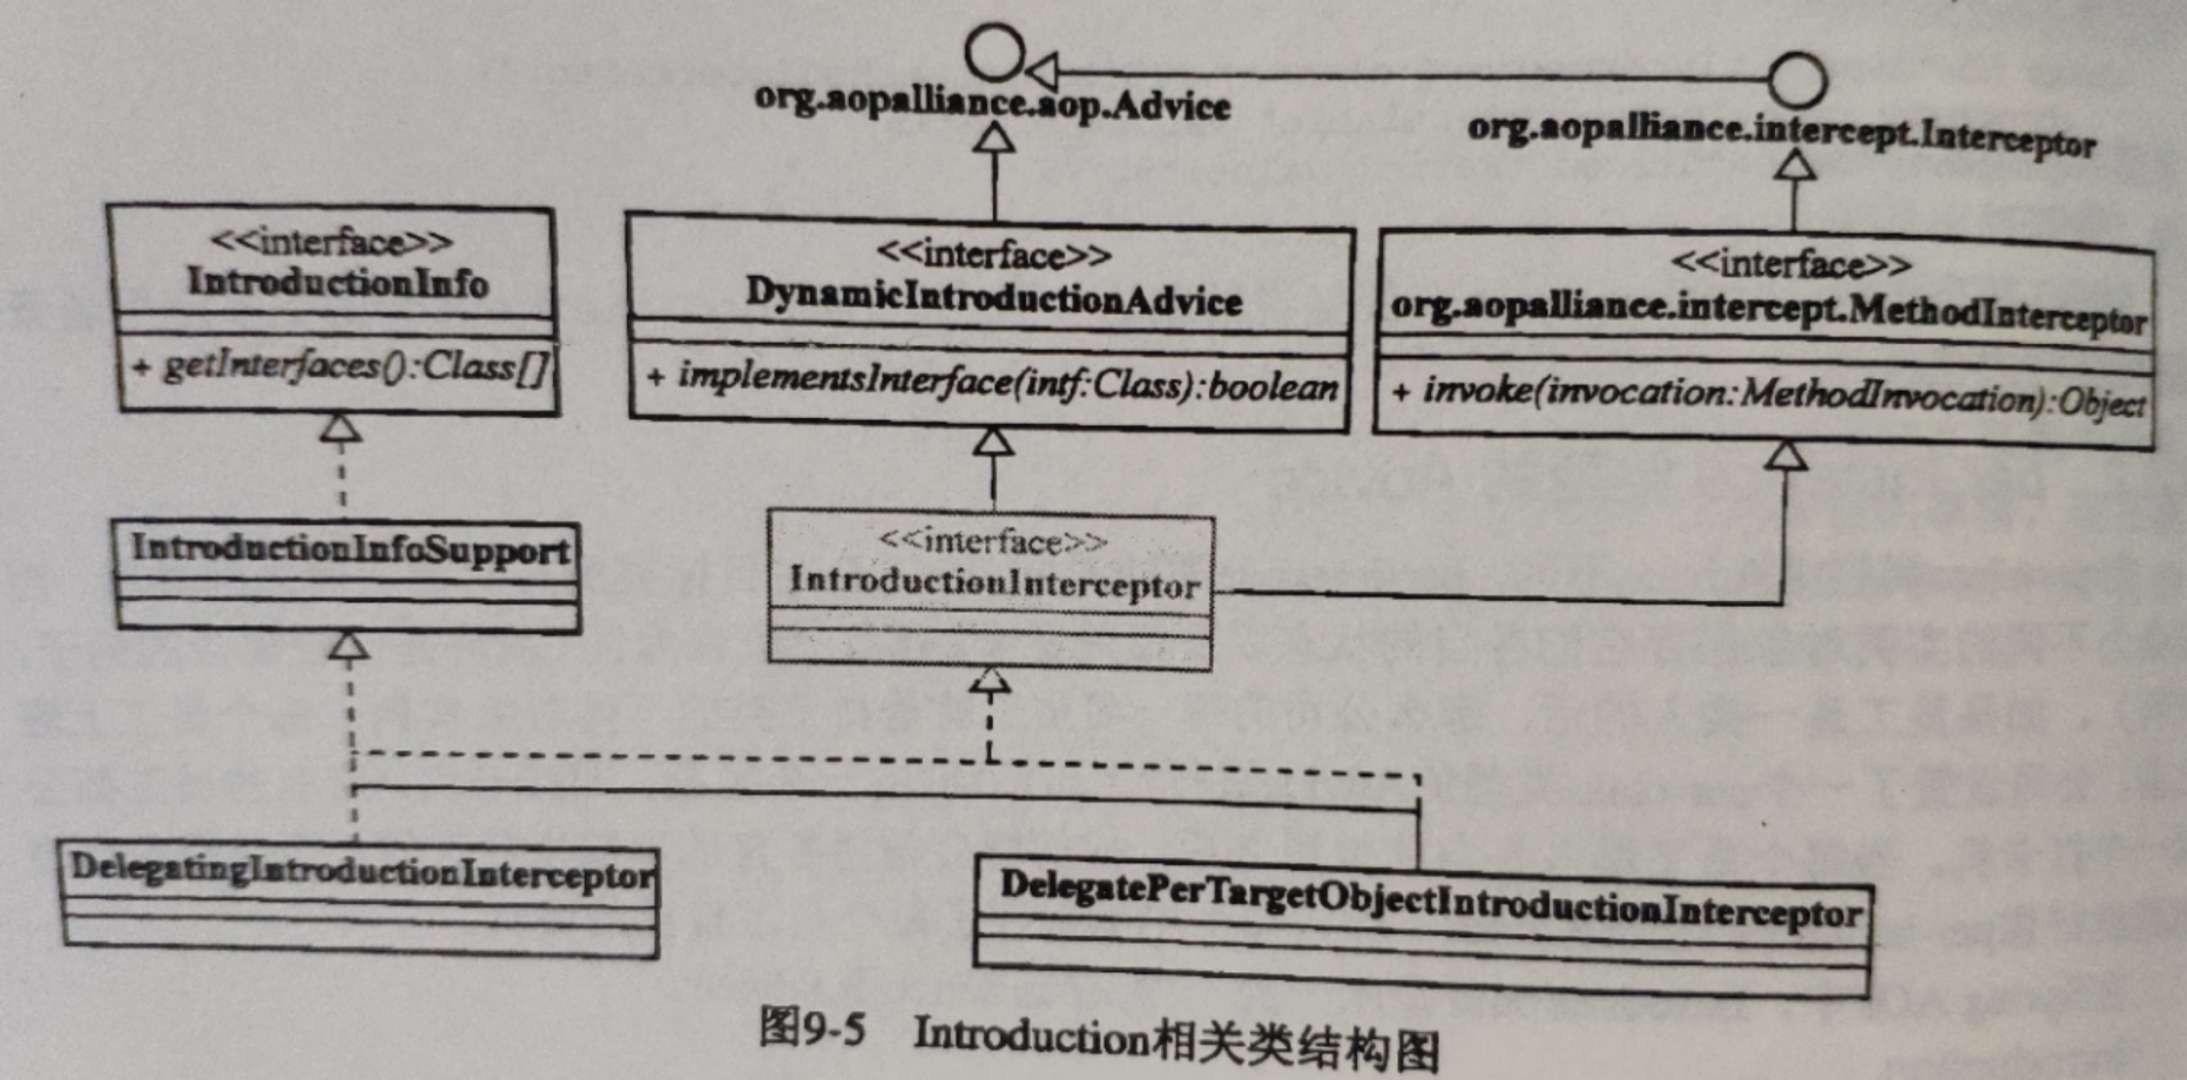 org.aopalliance.aop.Advice
org.aopalliance.intercept.Interceptor
<<interface>>
IntroductionInfo
+ getInterfaces():Class[]
<<interface>>
DynamicIntroductionAdvice
+ implementsInterface(intf:Class):boolean
<<interface>>
org.aopalliance.intercept.MethodInterceptor
+ invoke(invocation:MethodInvocation):Object
IntroductionInfoSupport
<<interface>>
IntroductionInterceptor
DelegatingIntroductionInterceptor
DelegatePerTargetObjectIntroductionInterceptor
图9-5 Introduction相关类结构图